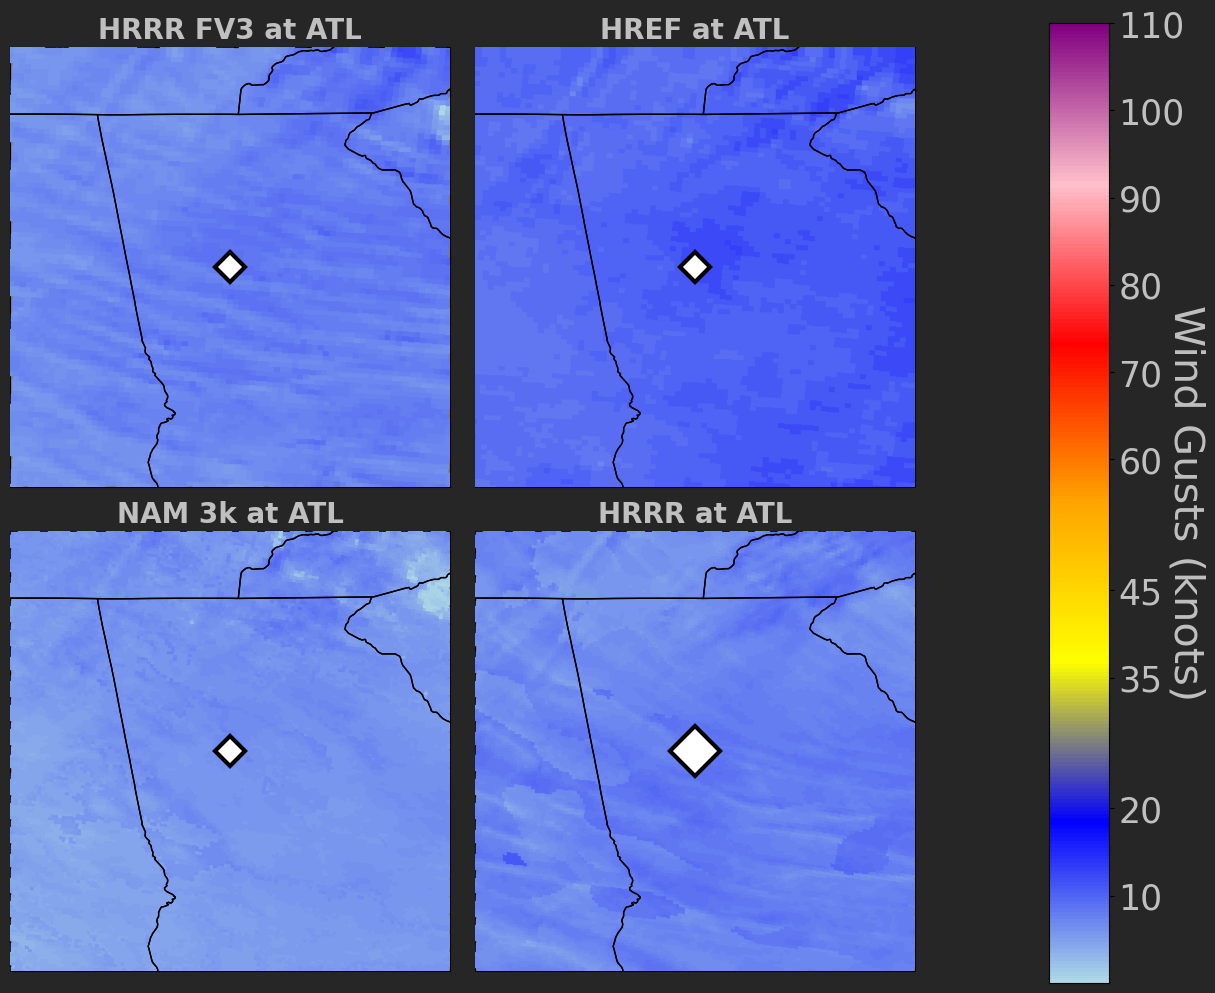 HRRR FV3 at ATL
HREF at ATL
NAM 3k at ATL
HRRR at ATL
110
100
90
80
70
60
45
35
20
10
Wind Gusts (knots)